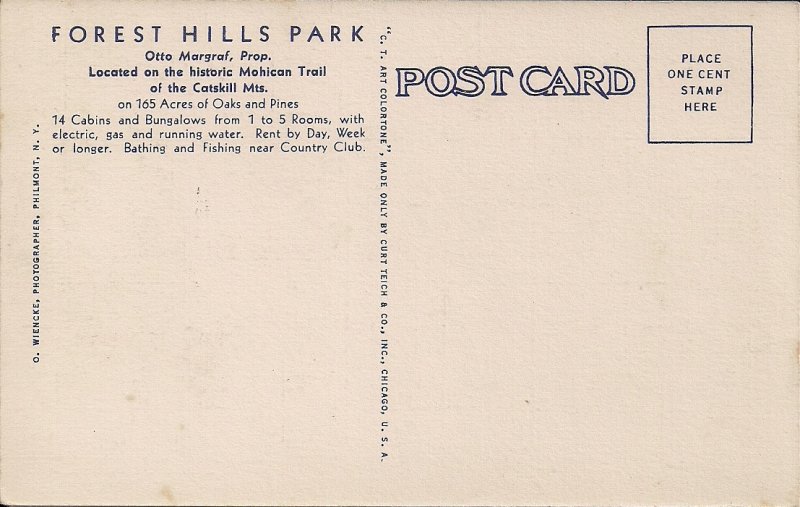 FOREST HILLS PARK
Otto Margraf, Prop.
Located on the historic Mohican Trail
of the Catskill Mts.
on 165 Acres of Oaks and Pines
14 Cabins and Bungalows from 1 to 5 Rooms, with
electric, gas and running water. Rent by Day, Week
or longer. Bathing and Fishing near Country Club.
O. WIENCKE, PHOTOGRAPHER, PHILMONT, N. Y.
"C. T. ART COLORTONE", MADE ONLY BY CURT TEICH & CO., INC., CHICAGO, U. S. A.
POST CARD
PLACE
ONE CENT
STAMP
HERE